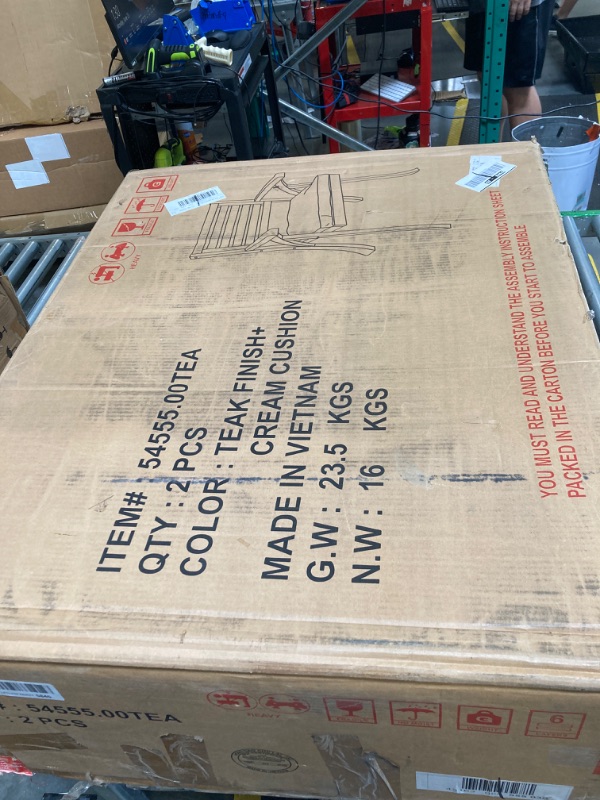 HEAVY
ITEM# 54555.00TEA
QTY : 2 PCS
COLOR : TEAK FINISH+
CREAM CUSHION
MADE IN VIETNAM
G.W : 23.5 KGS
N.W : 16 KGS
YOU MUST READ AND UNDERSTAND THE ASSEMBLY INSTRUCTION SHEET
PACKED IN THE CARTON BEFORE YOU START TO ASSEMBLE
# : 54555.00TEA
: 2 PCS
HEAVY
6
LAYERS